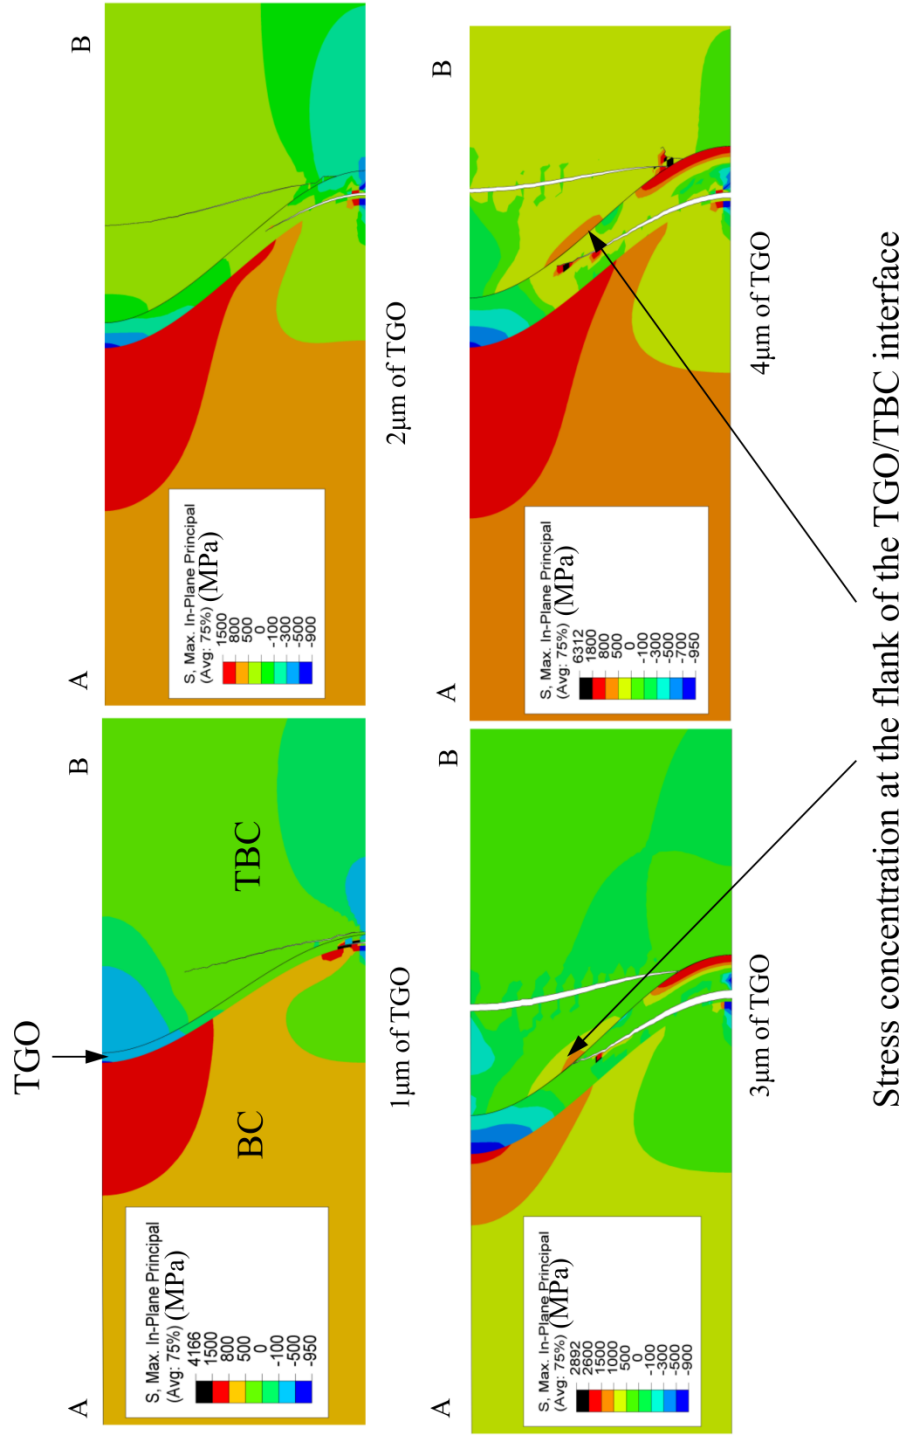 TGO
A
B
S, Max. In-Plane Principal
(Avg: 75%) (MPa)
4166
1500
800
500
0
-100
-500
-950
BC
TBC
1µm of TGO
A
B
S, Max. In-Plane Principal
(Avg: 75%) (MPa)
1500
800
500
0
-100
-300
-500
-900
2µm of TGO
A
B
S, Max. In-Plane Principal
(Avg: 75%) (MPa)
2892
2600
1500
1000
500
0
-100
-300
-500
-900
3µm of TGO
A
B
S, Max. In-Plane Principal
(Avg: 75%) (MPa)
6312
1800
800
500
0
-100
-300
-500
-700
-950
4µm of TGO
Stress concentration at the flank of the TGO/TBC interface